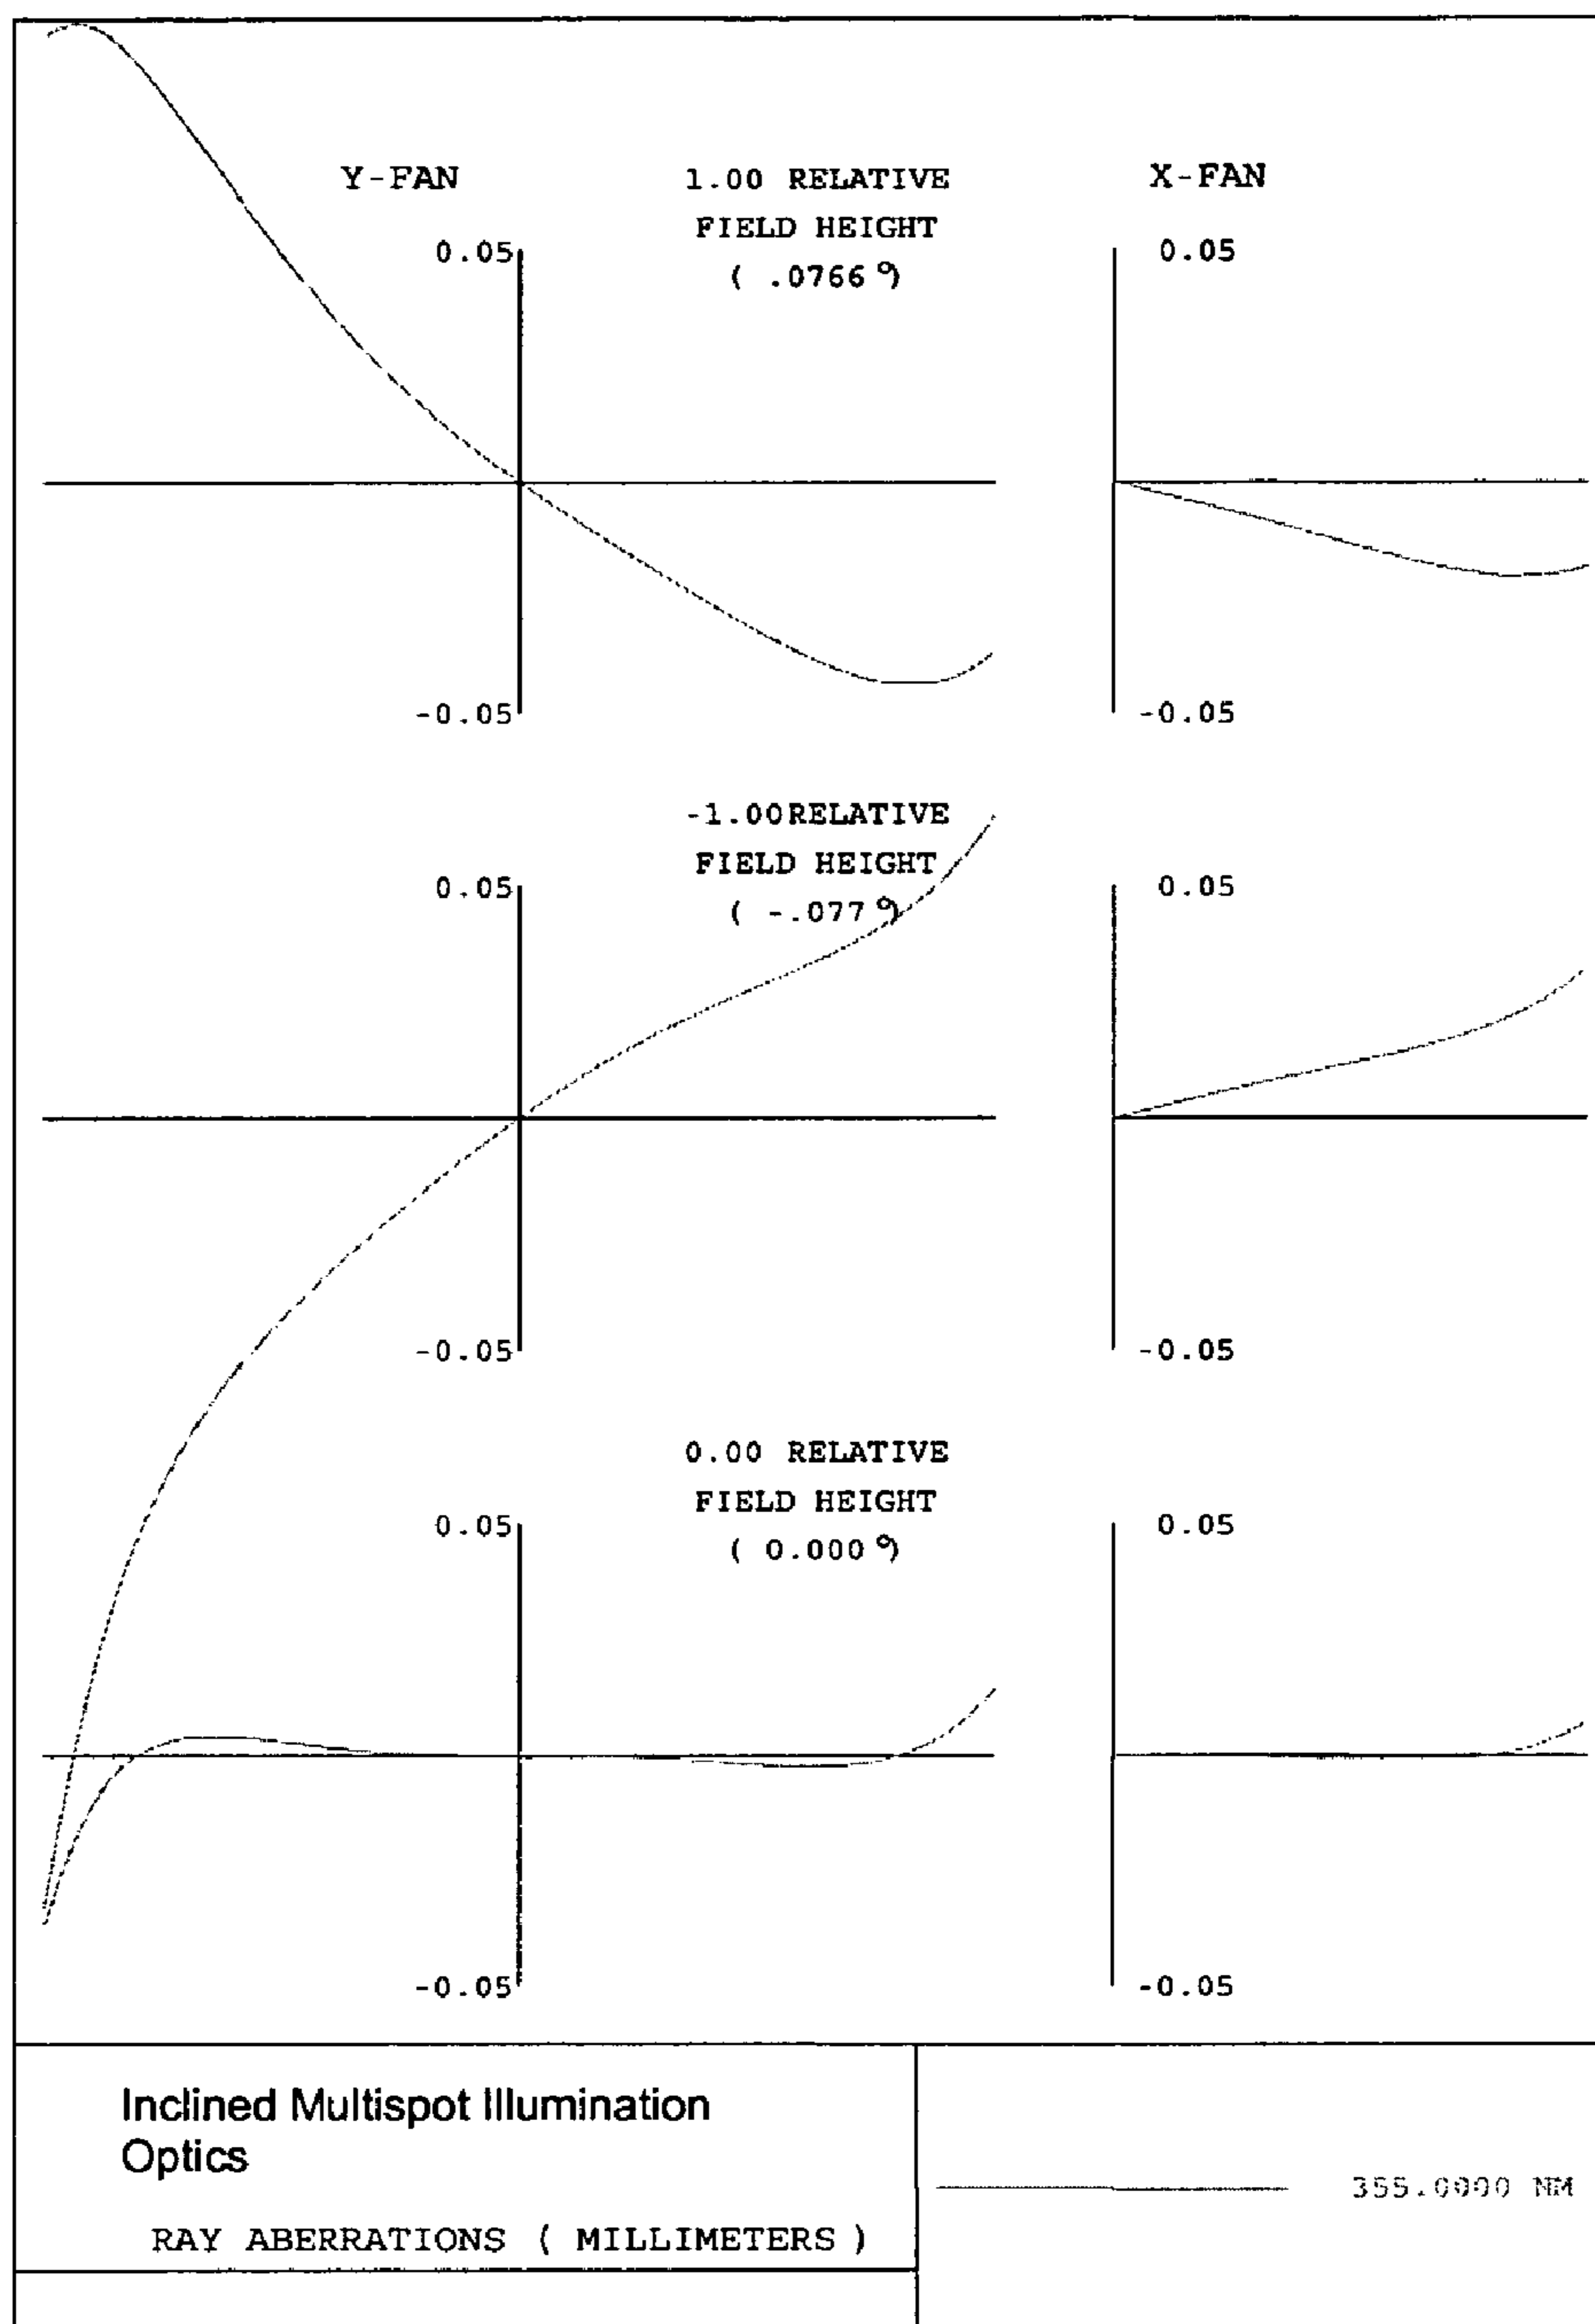 Y-FAN
1.00 RELATIVE
FIELD HEIGHT
( .0766 º)
X-FAN
0.05
0.05
-0.05
-0.05
-1.00RELATIVE
FIELD HEIGHT
( -.077 º)
0.05
0.05
-0.05
-0.05
0.00 RELATIVE
FIELD HEIGHT
( 0.000 º)
0.05
0.05
-0.05
-0.05
Inclined Multispot Illumination
Optics
RAY ABERRATIONS ( MILLIMETERS )
355.0000 NM